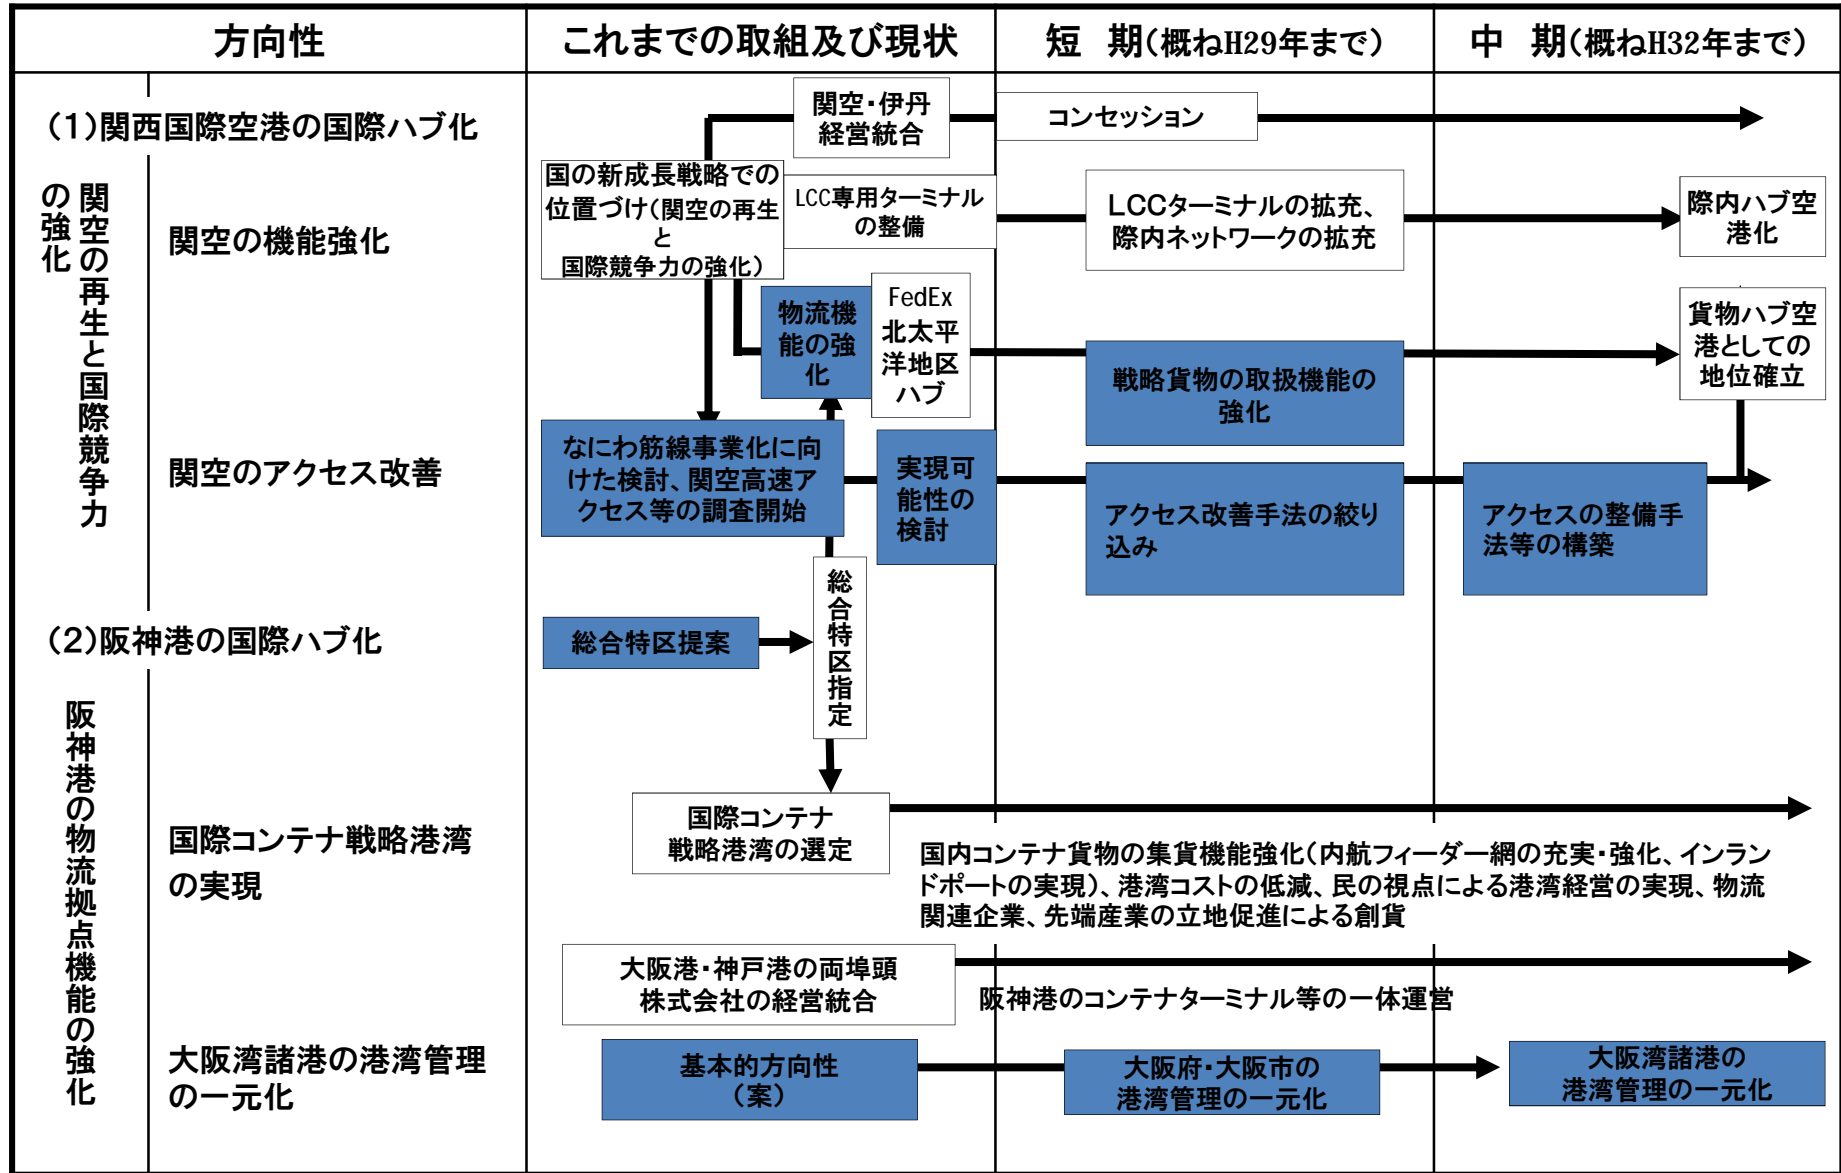 方向性
これまでの取組及び現状
短　期（概ねH29年まで）
中　期（概ねH32年まで）
（１）関西国際空港の国際ハブ化
関空・伊丹
経営統合
コンセッション
関空の再生と国際競争力
の強化
関空の機能強化
国の新成長戦略での
位置づけ（関空の再生
と
国際競争力の強化）
LCC専用ターミナル
の整備
ＬＣＣターミナルの拡充、
際内ネットワークの拡充
際内ハブ空
港化
物流機
能の強
化
FedEx
北太平
洋地区
ハブ
戦略貨物の取扱機能の
強化
貨物ハブ空
港としての
地位確立
関空のアクセス改善
なにわ筋線事業化に向
けた検討、関空高速ア
クセス等の調査開始
実現可
能性の
検討
アクセス改善手法の絞り
込み
アクセスの整備手
法等の構築
（２）阪神港の国際ハブ化
総合特区提案
総合特区指定
阪神港の物流拠点機能の強化
国際コンテナ戦略港湾
の実現
国際コンテナ
戦略港湾の選定
国内コンテナ貨物の集貨機能強化（内航フィーダー網の充実・強化、インラン
ドポートの実現）、港湾コストの低減、民の視点による港湾経営の実現、物流
関連企業、先端産業の立地促進による創貨
大阪港・神戸港の両埠頭
株式会社の経営統合
阪神港のコンテナターミナル等の一体運営
大阪湾諸港の港湾管理
の一元化
基本的方向性
（案）
大阪府・大阪市の
港湾管理の一元化
大阪湾諸港の
港湾管理の一元化